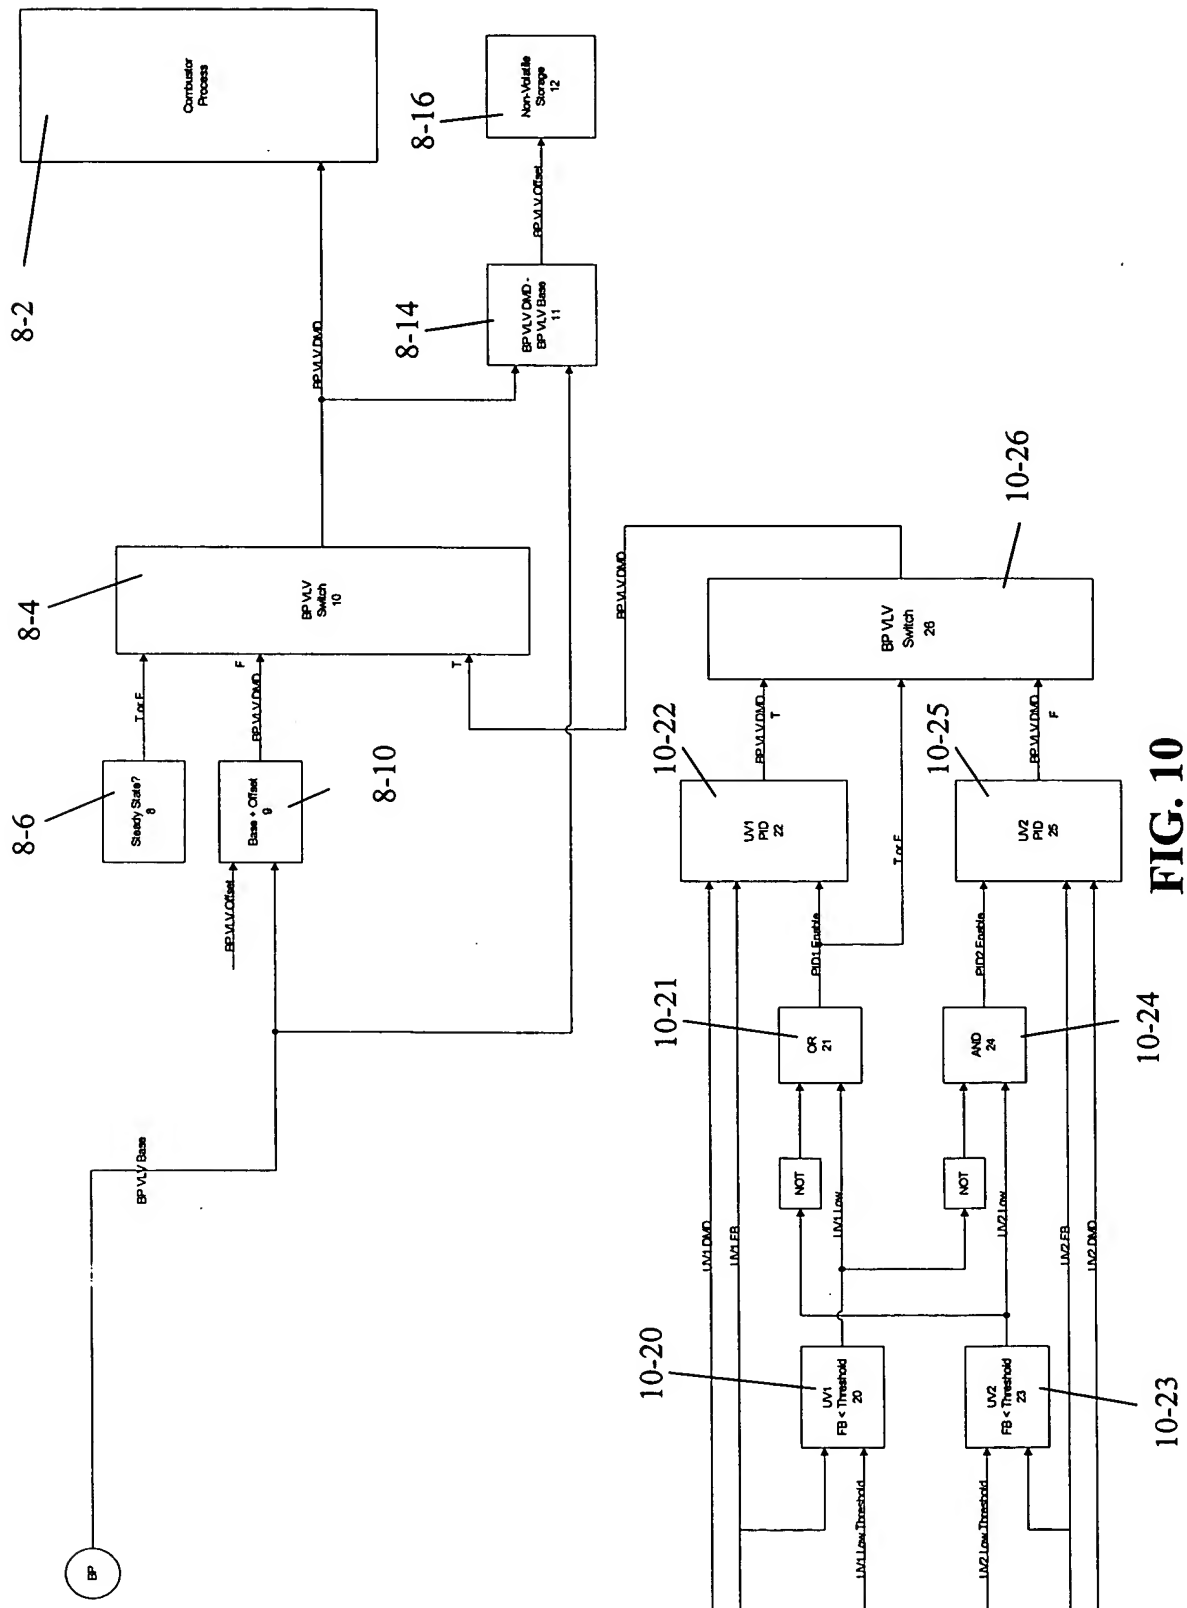 8-2
Combustor
Process
8-16
Non-Volatile
Storage
12
BP VLV Offset
8-14
BP VLV DMD -
BP VLV Base
11
BP VLV DMD
8-4
BP VLV
Switch
10
T or F
F
BP VLV DMD
T
8-6
Steady State?
8
Base + Offset
9
8-10
BP VLV Offset
BP VLV Base
BP
BP VLV DMD
10-26
BP VLV
Switch
26
10-22
UV1
PID
22
BP VLV DMD
T
T or F
10-25
UV2
PID
25
BP VLV DMD
F
PID1 Enable
PID2 Enable
10-21
OR
21
AND
24
10-24
NOT
NOT
UV1 DMD
UV1 FB
UV1 Low
UV2 Low
UV2 FB
UV2 DMD
10-20
UV1
FB < Threshold
20
UV2
FB < Threshold
23
10-23
UV1 Low Threshold
UV2 Low Threshold
FIG. 10